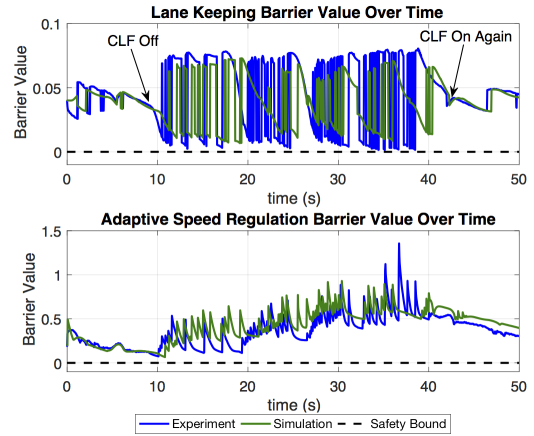 Lane Keeping Barrier Value Over Time
0.1
CLF Off
CLF On Again
0.05
Barrier Value
0
0 10 20 30 40 50
time (s)
Adaptive Speed Regulation Barrier Value Over Time
1.5
1
0.5
Barrier Value
0
0 10 20 30 40 50
time (s)
Experiment Simulation Safety Bound